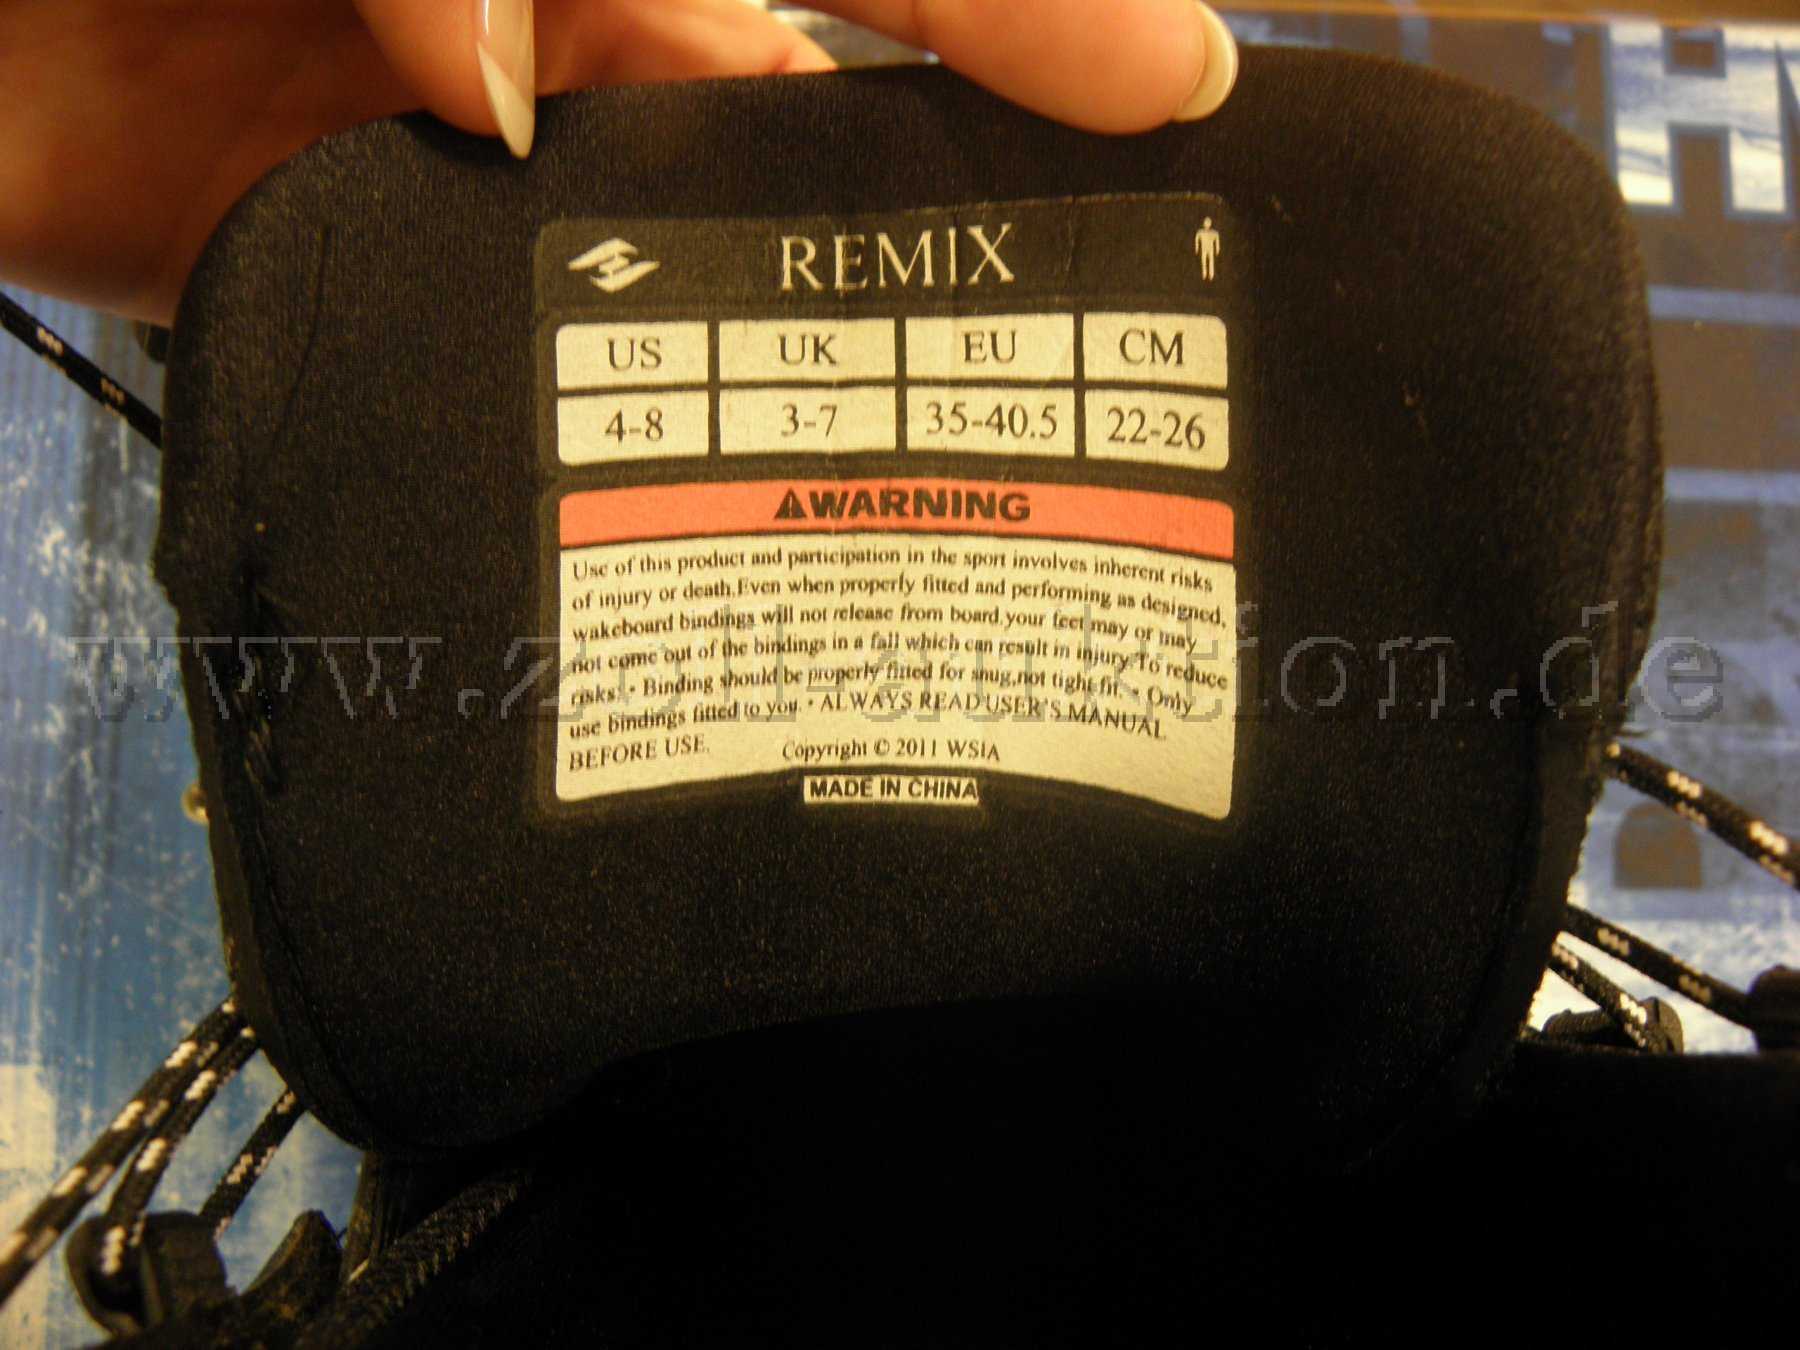 REMIX
US UK EU CM
4-8 3-7 35-40.5 22-26
WARNING
Use of this product and participation in the sport involves inherent risks
of injury or death.Even when properly fitted and performing as designed,
wakeboard bindings will not release from board.your feet may or may
not come out of the bindings in a fall which can result in injury.To reduce
risks: • Binding should be properly fitted for snug,not tight fit. • Only
use bindings fitted to you. • ALWAYS READ USER'S MANUAL
BEFORE USE. Copyright © 2011 WSIA
MADE IN CHINA
www.zoll-auktion.de